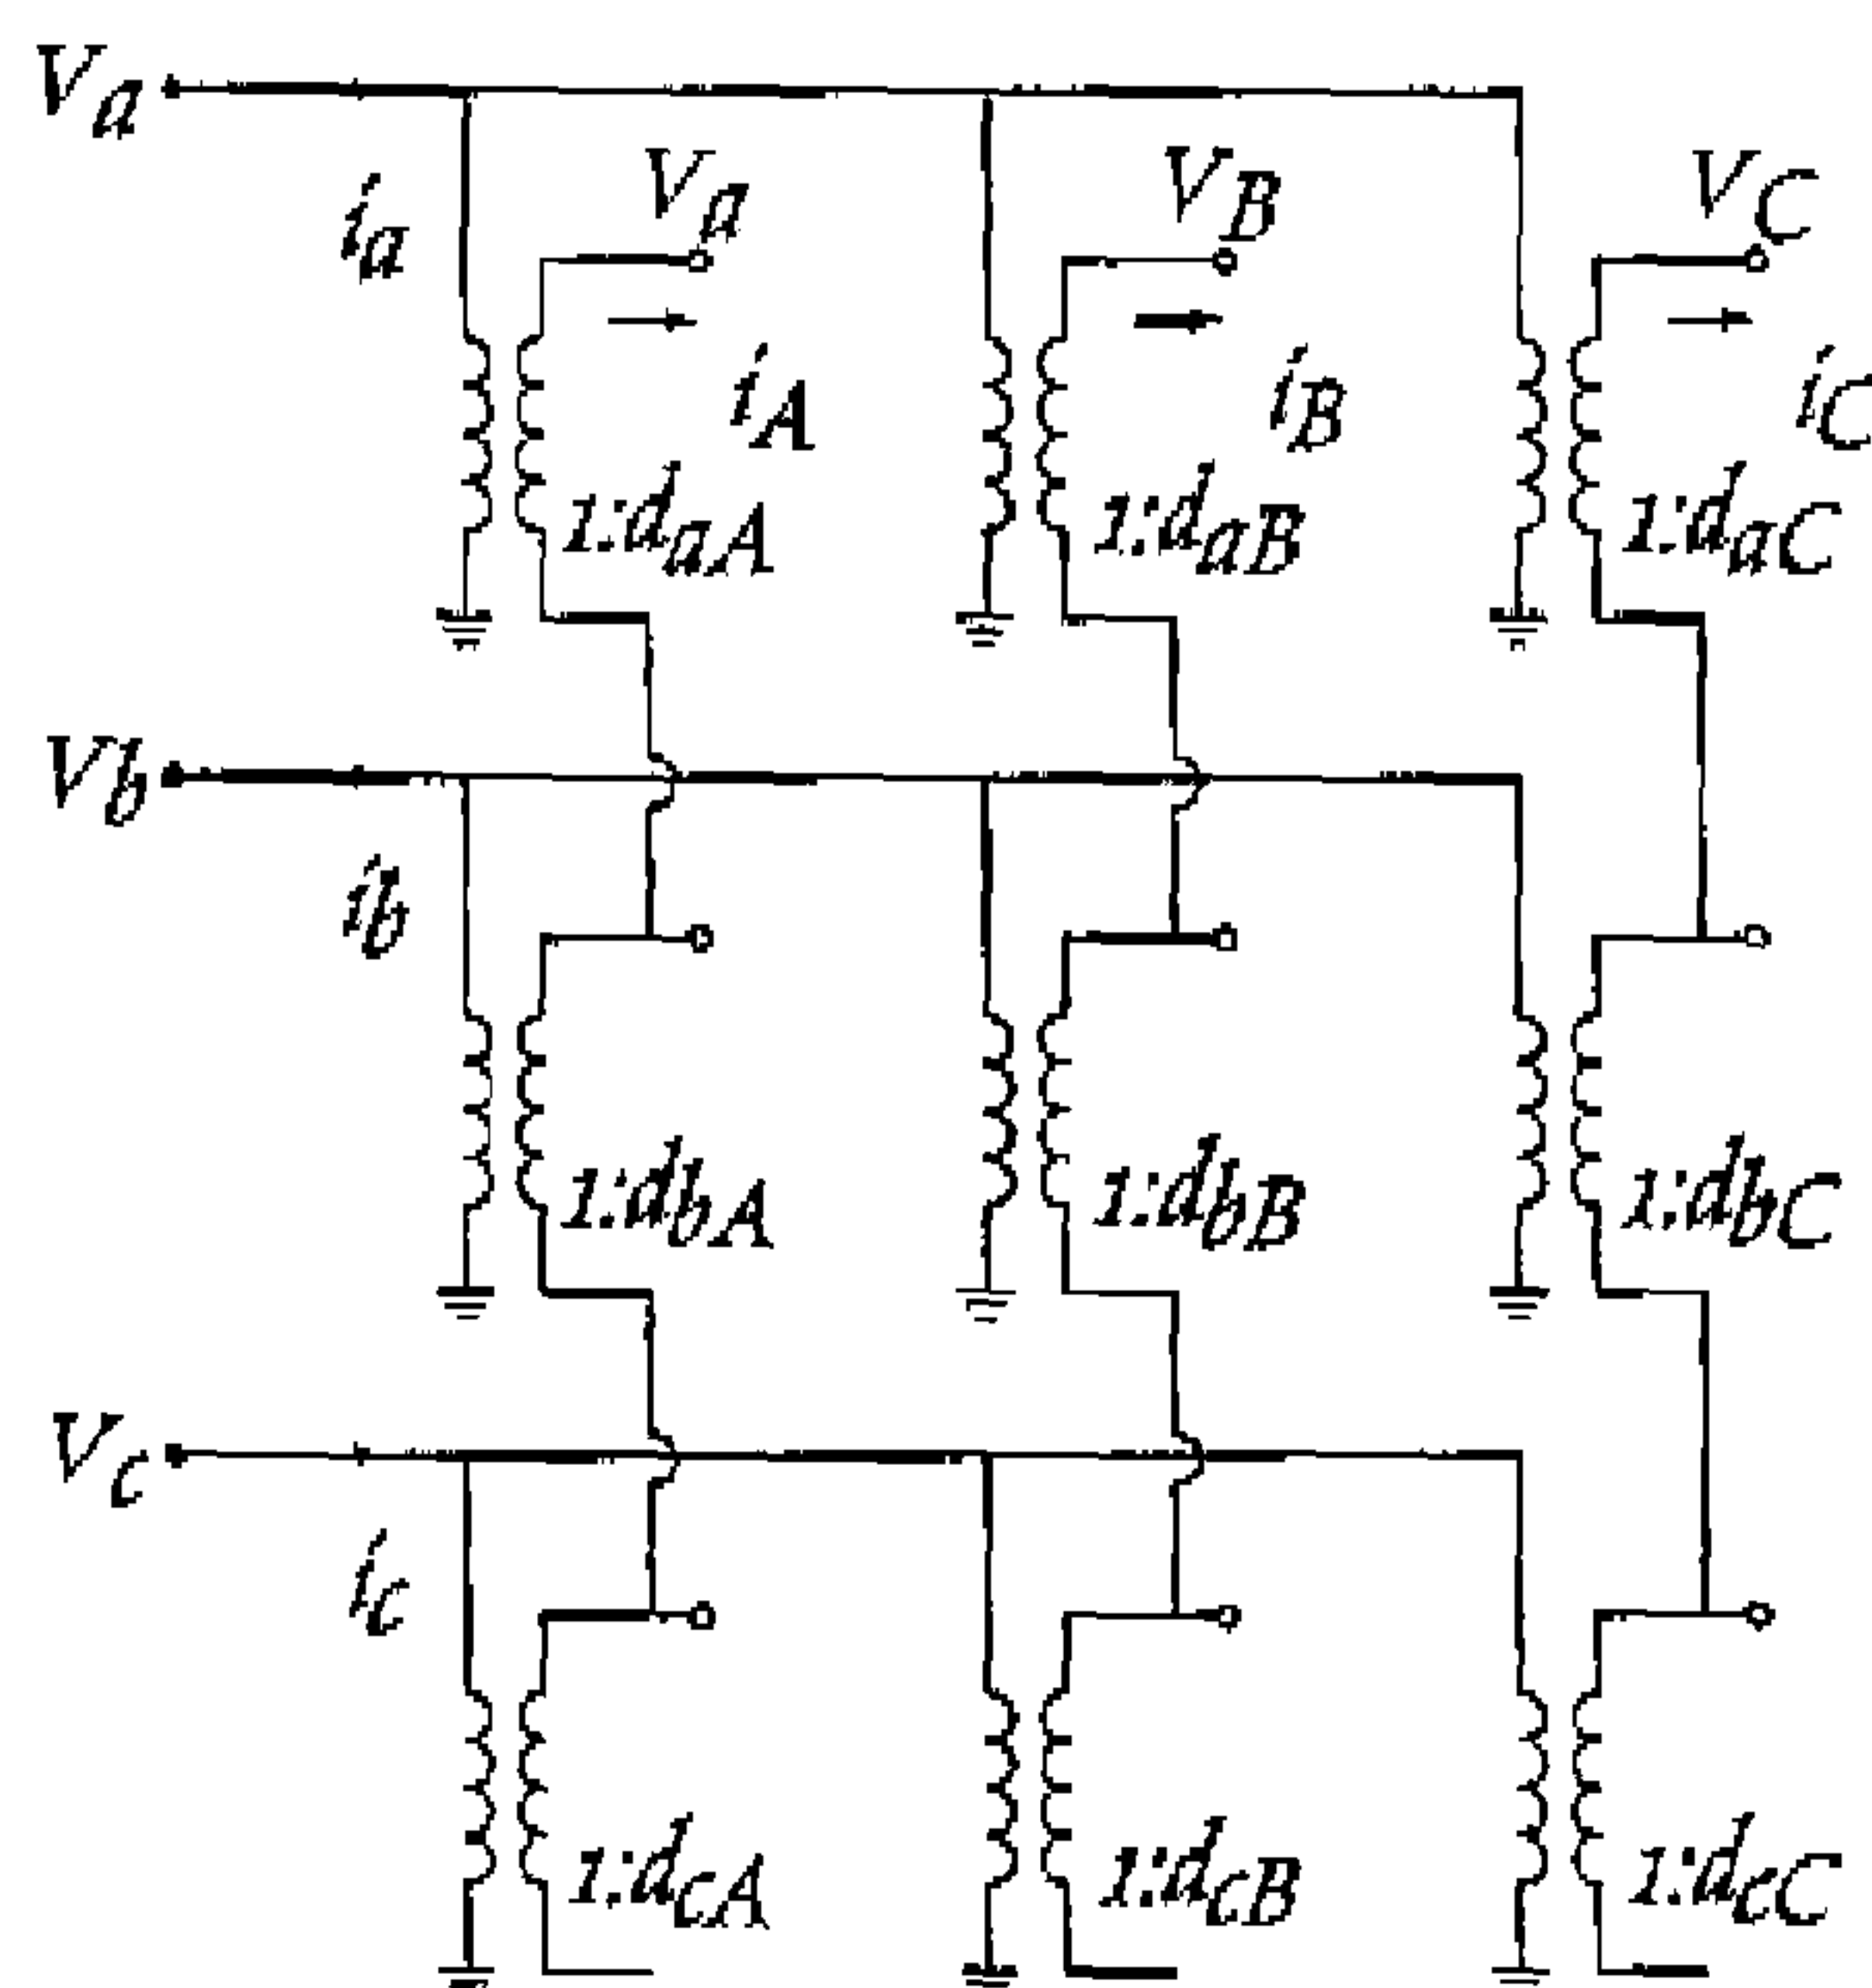 Va
ia
VA VB VC
iA iB iC
1:daA 1:daB 1:daC
Vb
ib
1:dbA 1:dbB 1:dbC
Vc
ic
1:dcA 1:dcB 1:dcC